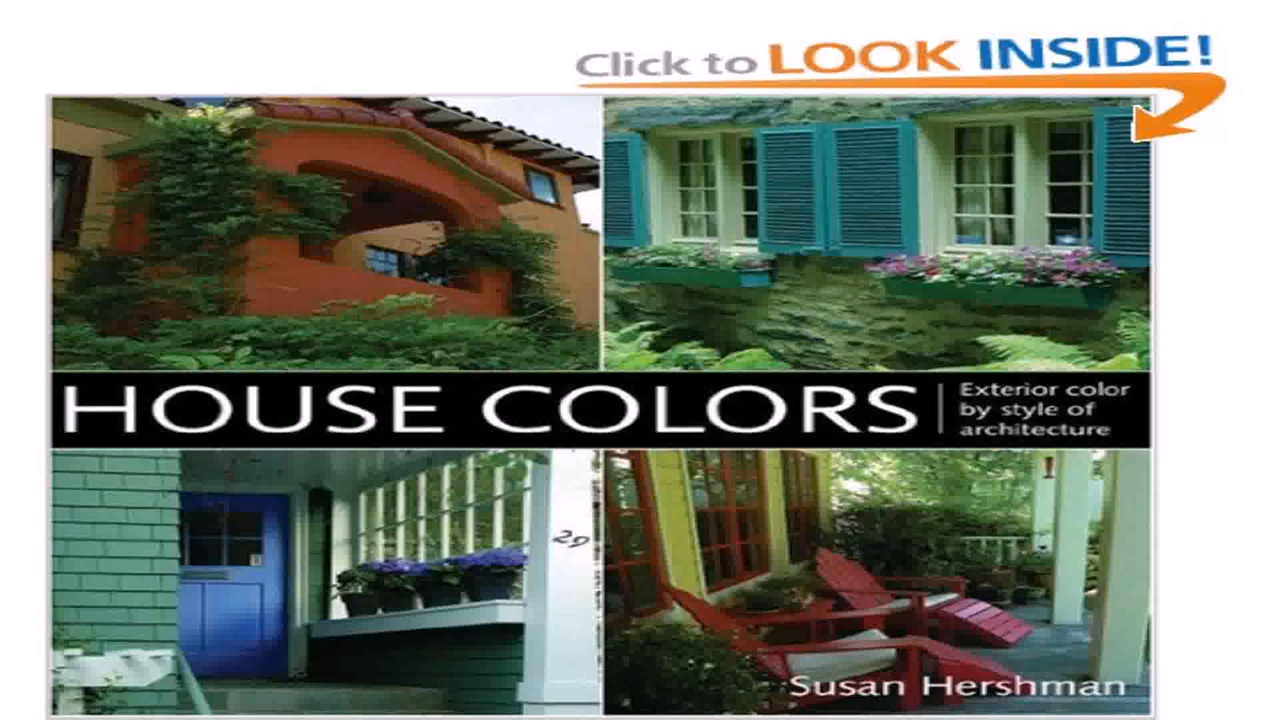 Click to LOOK INSIDE!
HOUSE COLORS
Exterior color
by style of
architecture
29
Susan Hershman